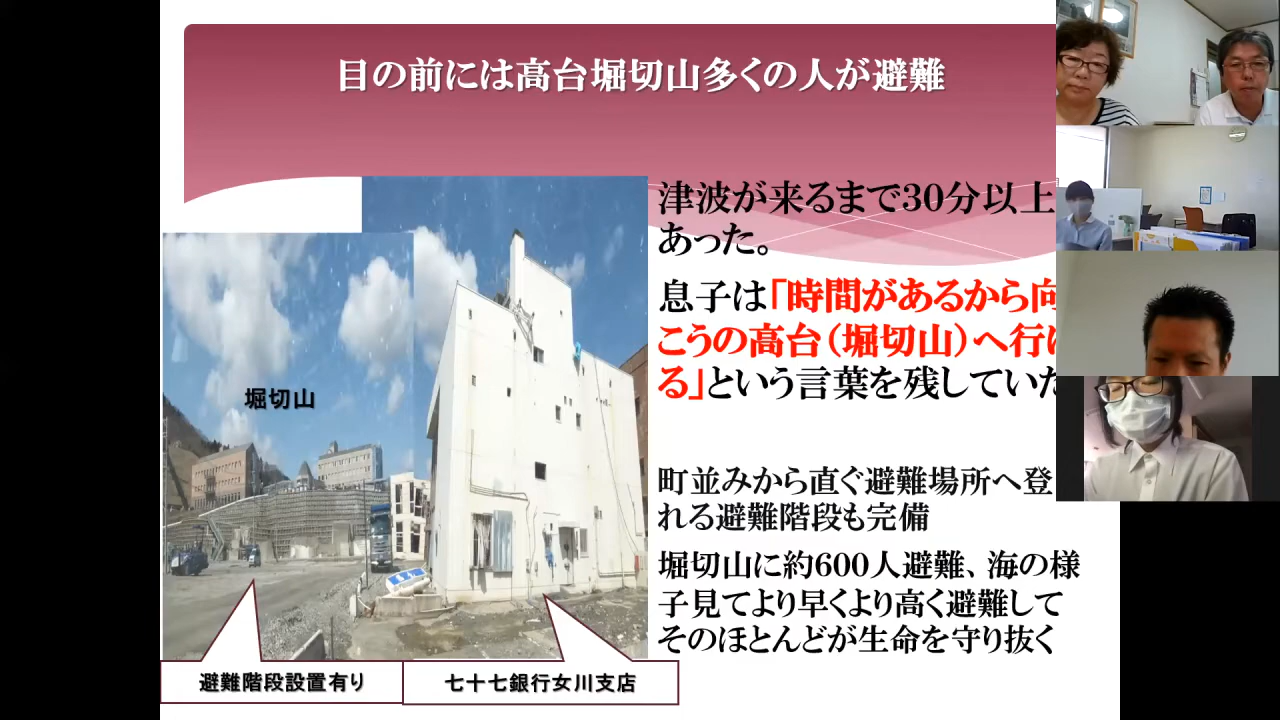 目の前には高台堀切山多くの人が避難
津波が来るまで30分以上
あった。
息子は「時間があるから向
こうの高台（堀切山）へ行け
る」という言葉を残していた
町並みから直ぐ避難場所へ登
れる避難階段も完備
堀切山に約600人避難、海の様
子見てより早くより高く避難して
そのほとんどが生命を守り抜く
堀切山
避難階段設置有り
七十七銀行女川支店